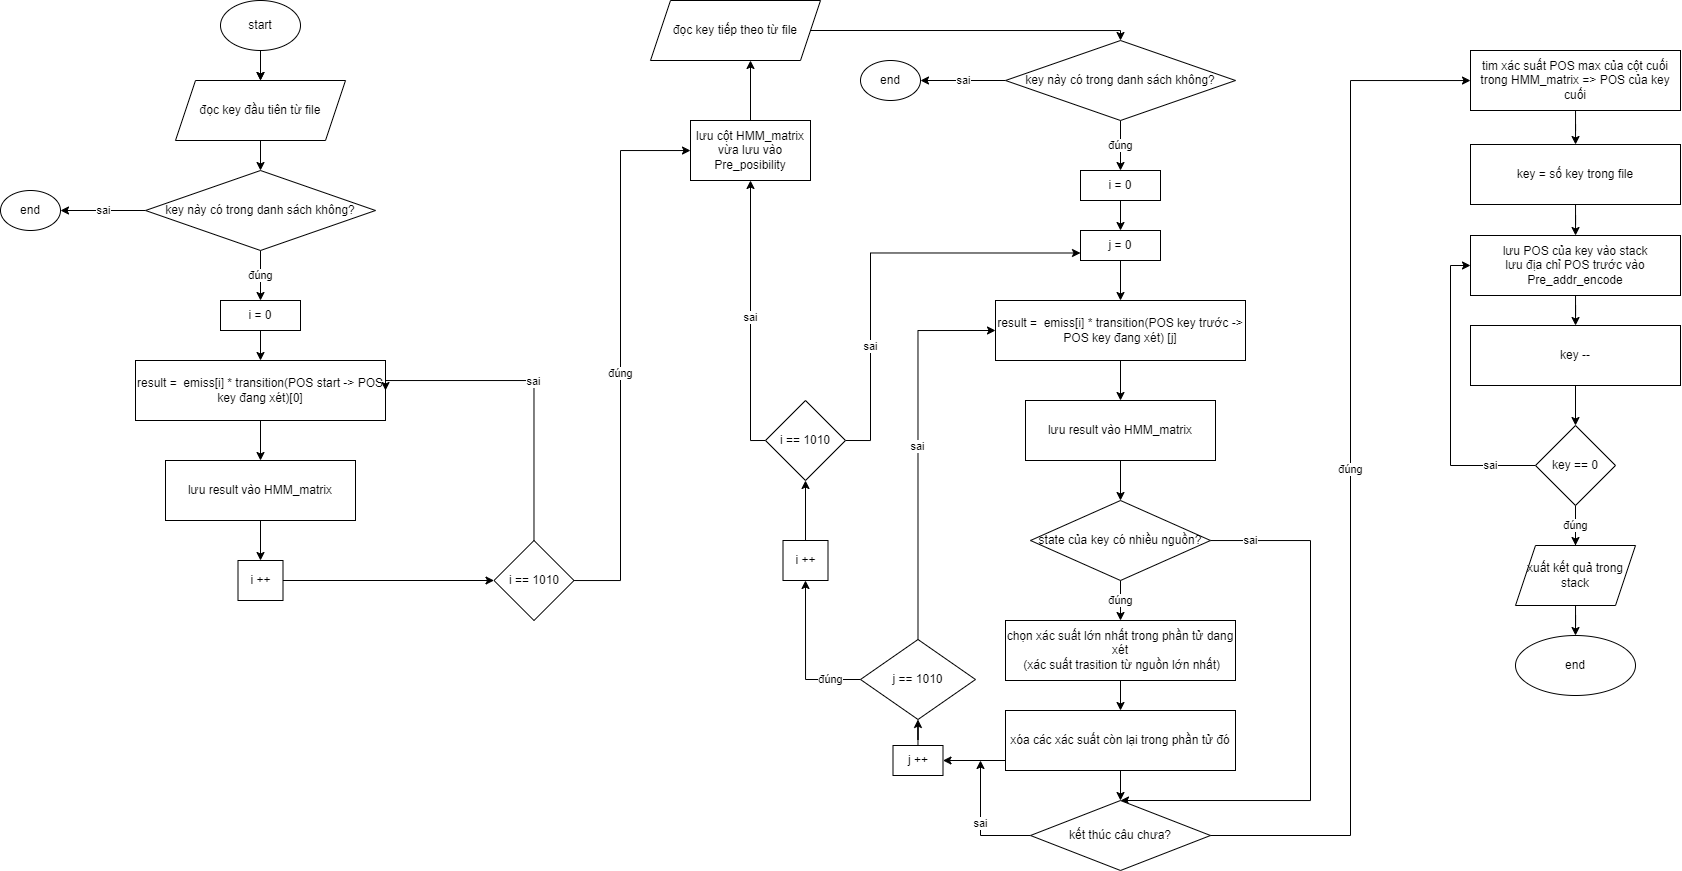 start
đọc key đầu tiên từ file
key này có trong danh sách không?
sai
end
đúng
i = 0
result =  emiss[i] * transition(POS start -> POS
key đang xét)[0]
lưu result vào HMM_matrix
i ++
i == 1010
sai
đúng
lưu cột HMM_matrix
vừa lưu vào
Pre_posibility
đọc key tiếp theo từ file
key này có trong danh sách không?
sai
end
đúng
i = 0
j = 0
result =  emiss[i] * transition(POS key trước ->
POS key đang xét) [j]
lưu result vào HMM_matrix
state của key có nhiều nguồn?
sai
đúng
chọn xác suất lớn nhất trong phần tử dang
xét
(xác suất trasition từ nguồn lớn nhất)
xóa các xác suất còn lại trong phần tử đó
kết thúc câu chưa?
sai
j ++
j == 1010
sai
đúng
i ++
i == 1010
sai
sai
đúng
tim xác suất POS max của cột cuối
trong HMM_matrix => POS của key
cuối
key = số key trong file
lưu POS của key vào stack
lưu địa chỉ POS trước vào
Pre_addr_encode
key --
key == 0
sai
đúng
xuất kết quả trong
stack
end